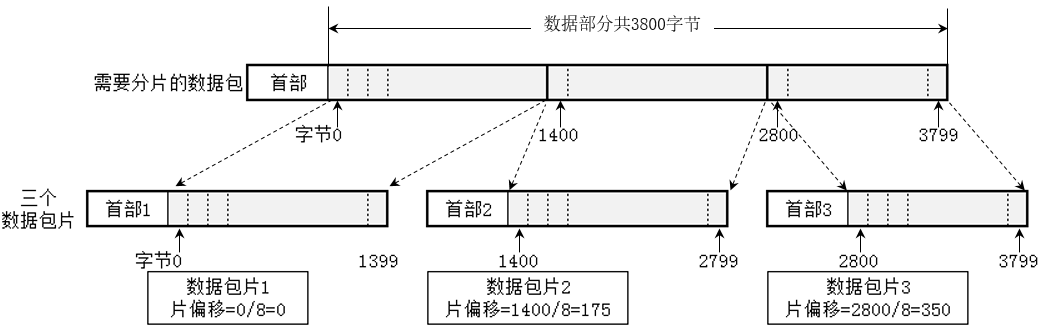 数据部分共3800字节
需要分片的数据包
首部
字节0
1400
2800
3799
三个
数据包片
首部1
首部2
首部3
字节0
1399
1400
2799
2800
3799
数据包片1
片偏移=0/8=0
数据包片2
片偏移=1400/8=175
数据包片3
片偏移=2800/8=350